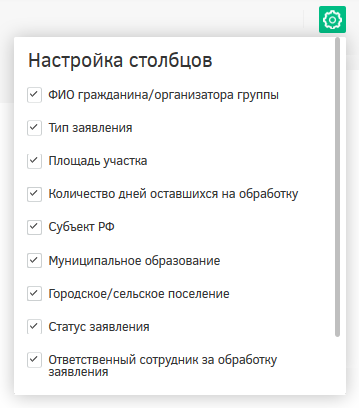 Настройка столбцов
ФИО гражданина/организатора группы
Тип заявления
Площадь участка
Количество дней оставшихся на обработку
Субъект РФ
Муниципальное образование
Городское/сельское поселение
Статус заявления
Ответственный сотрудник за обработку
заявления